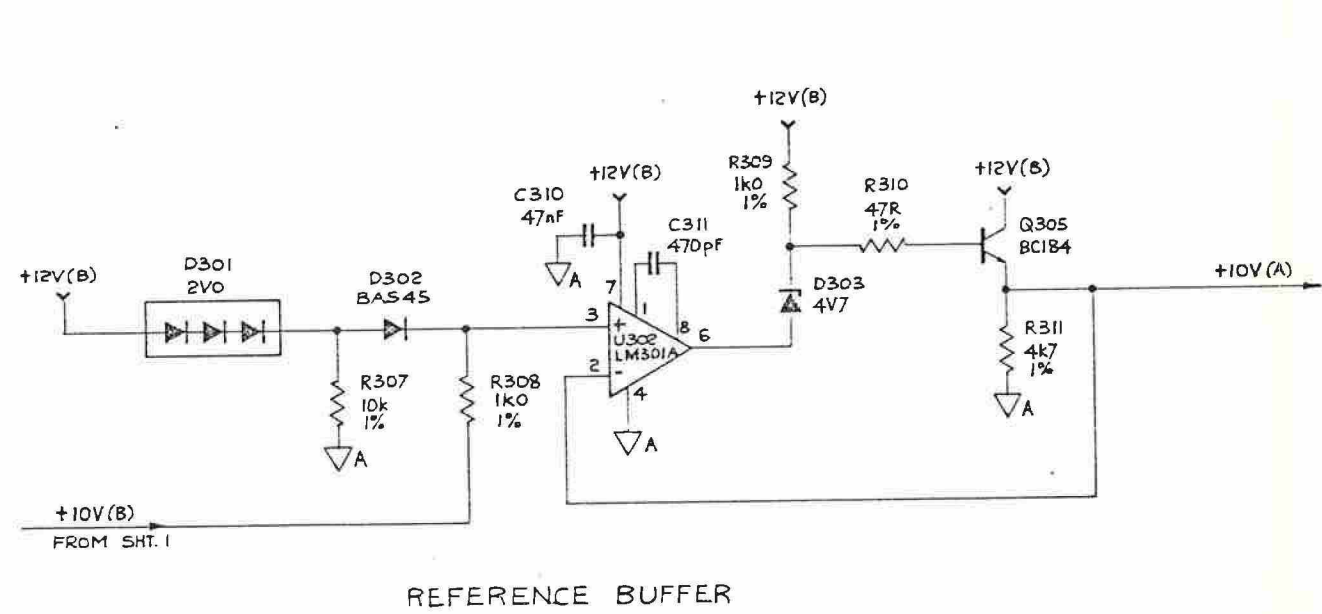 +12V(B)
R309
1k0
1%
+12V(B)
C310
47nF
C311
470pF
R310
47R
1%
+12V(B)
Q305
BC184
A
+12V(B)
D301
2V0
D302
BAS45
7
1
8
D303
4V7
+10V(A)
3
+
U302
LM301A
6
2
-
4
R311
4k7
1%
R307
10k
1%
R308
1k0
1%
A
A
A
+10V(B)
FROM SHT. 1
REFERENCE BUFFER